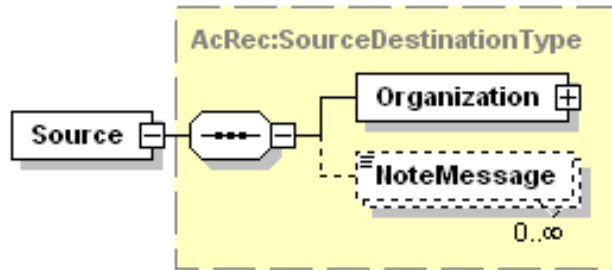 AcRec:SourceDestinationType
Organization
Source
NoteMessage
0..∞